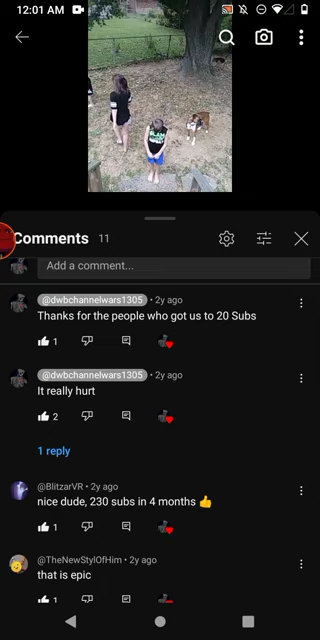 12:01 AM
Comments 11
Add a comment...
@dwbchannelwars1305 • 2y ago
Thanks for the people who got us to 20 Subs
1
@dwbchannelwars1305 • 2y ago
It really hurt
2
1 reply
@BlitzarVR • 2y ago
nice dude, 230 subs in 4 months 👍
1
@TheNewStylOfHim • 2y ago
that is epic
1